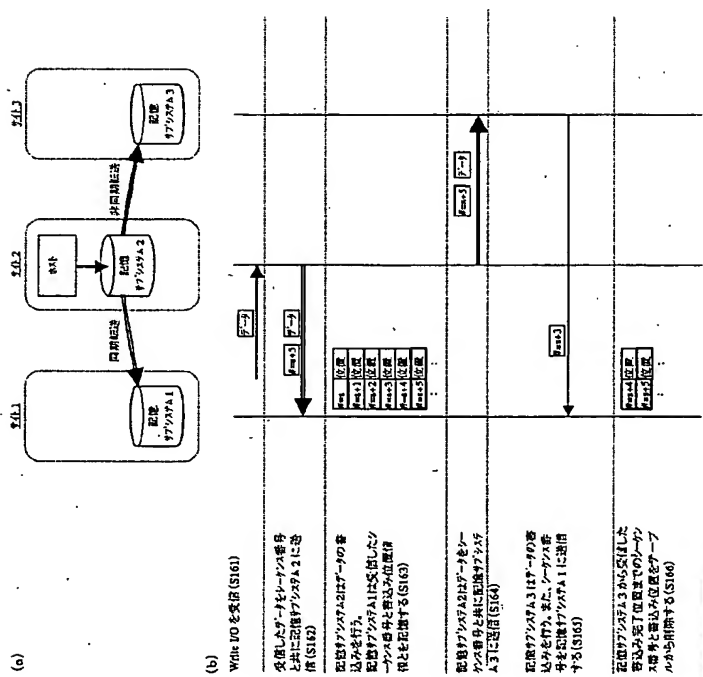 (a)
サイト1
サイト2
サイト3
ホスト
記憶
サブシステム1
記憶
サブシステム2
記憶
サブシステム3
同期転送
非同期転送
(b)
Write I/O を受信 (S161)
データ
受信したデータをシーケンス番号
と共に記憶サブシステム2に送
信 (S162)
データ
記憶サブシステム2はデータの書
込みを行う。
記憶サブシステム1は受信したシ
ーケンス番号と書込み位置情
報とを記憶する (S163)
位置
位置
位置
位置
位置
位置
記憶サブシステム2はデータをシー
ケンス番号と共に記憶サブシステ
ム3に送信 (S164)
データ
記憶サブシステム3はデータの書
込みを行う。また、シーケンス番
号を記憶サブシステム1に送信
する (S165)
記憶サブシステム3から受信した
書込み完了位置までのシーケン
ス番号と書込み位置をテーブ
ルから削除する (S166)
位置
位置